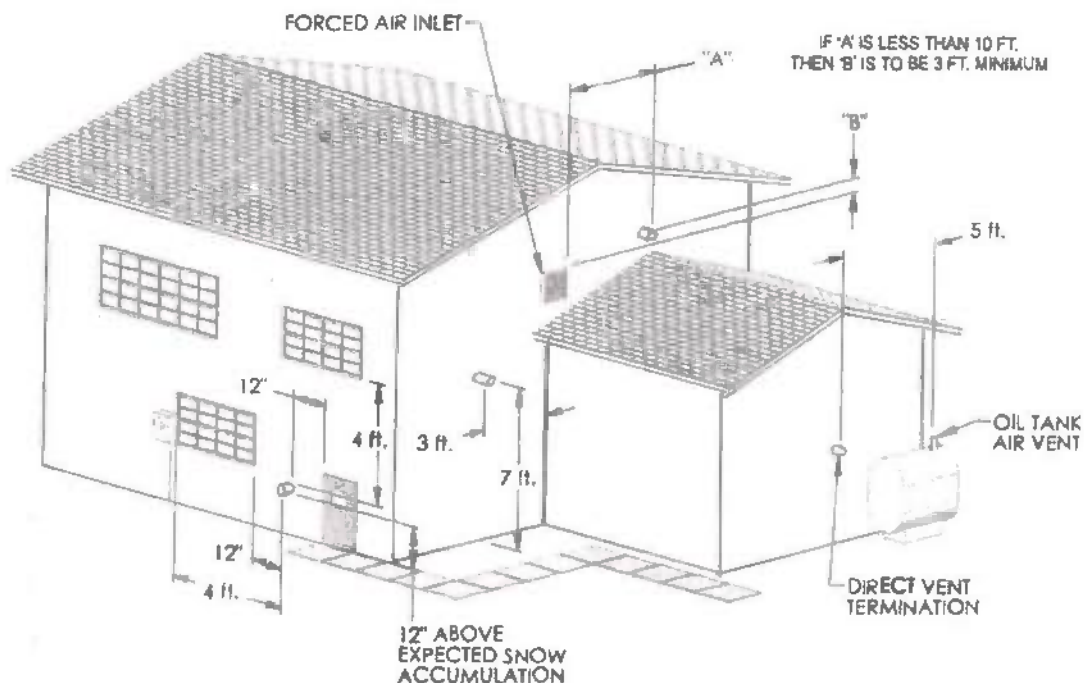 FORCED AIR INLET
"A"
IF 'A' IS LESS THAN 10 FT.
THEN 'B' IS TO BE 3 FT. MINIMUM
"B"
5 ft.
12"
4 ft.
3 ft.
7 ft.
OIL TANK
AIR VENT
12"
4 ft.
DIRECT VENT
TERMINATION
12" ABOVE
EXPECTED SNOW
ACCUMULATION